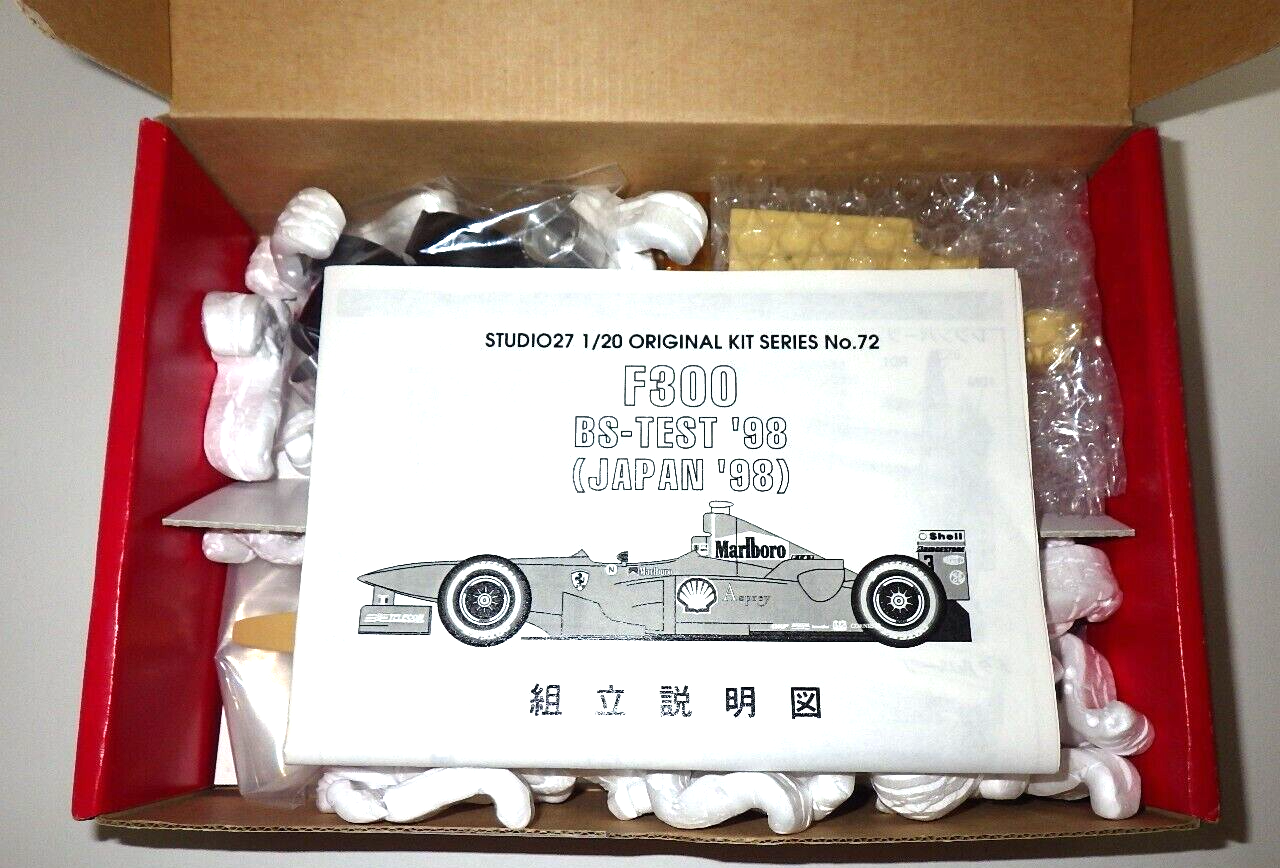 STUDIO27 1/20 ORIGINAL KIT SERIES No.72
F300
BS-TEST '98
(JAPAN '98)
Marlboro
Shell
N
Marlboro
Asprey
組立説明図